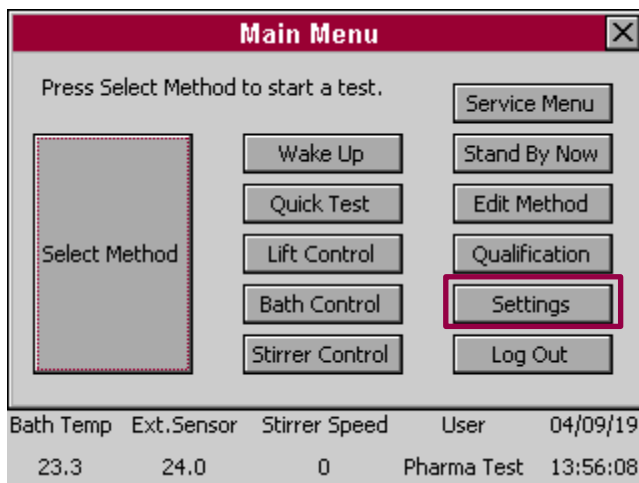 Main Menu
Press Select Method to start a test.
Service Menu
Wake Up
Stand By Now
Quick Test
Edit Method
Select Method
Lift Control
Qualification
Bath Control
Settings
Stirrer Control
Log Out
Bath Temp Ext.Sensor Stirrer Speed User 04/09/19
23.3 24.0 0 Pharma Test 13:56:08